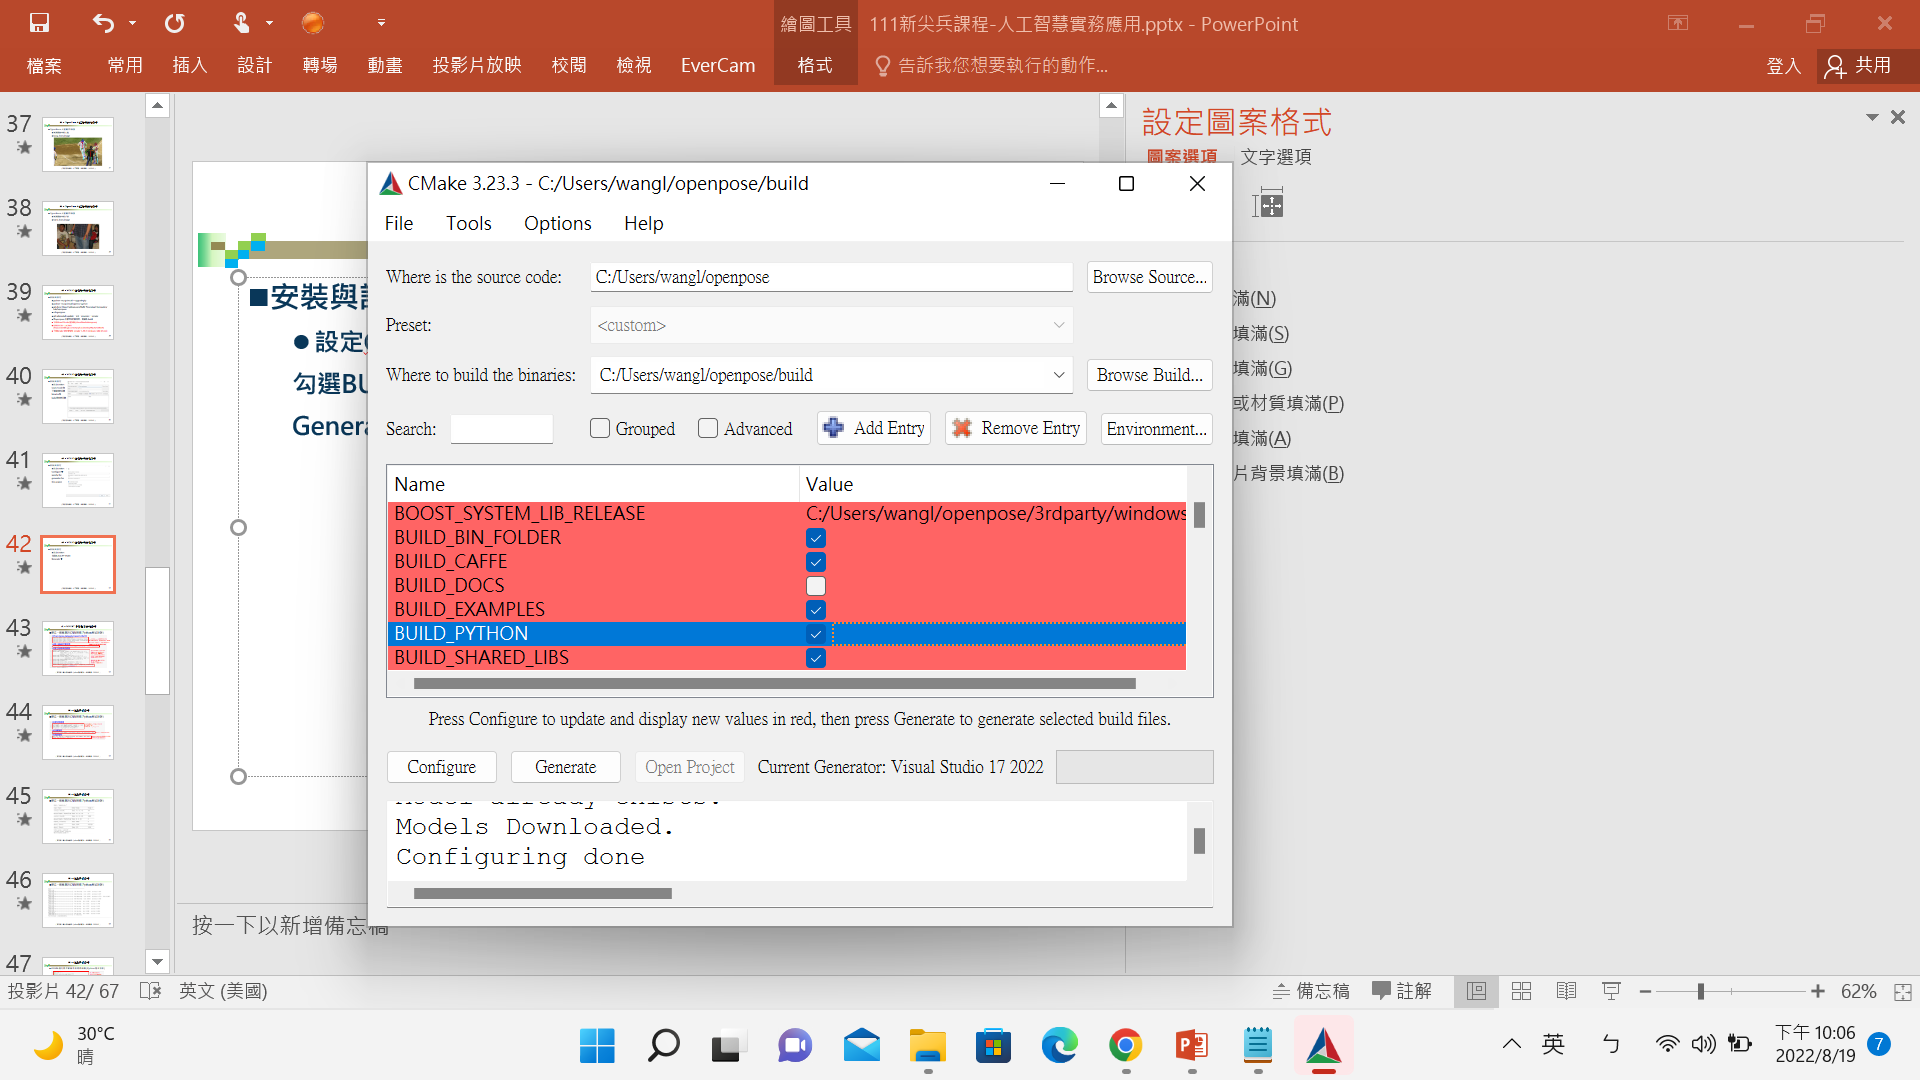 繪圖工具
111新尖兵課程-人工智慧實務應用.pptx - PowerPoint
檔案
常用
插入
設計
轉場
動畫
投影片放映
校閱
檢視
EverCam
格式
告訴我您想要執行的動作...
登入
共用
37
38
39
40
41
42
43
44
45
46
47
■安裝與
●設定
勾選BU
Genera
按一下以新增備忘稿
設定圖案格式
圖案選項
文字選項
滿(N)
填滿(S)
填滿(G)
或材質填滿(P)
填滿(A)
片背景填滿(B)
CMake 3.23.3 - C:/Users/wangl/openpose/build
File
Tools
Options
Help
Where is the source code:
C:/Users/wangl/openpose
Browse Source...
Preset:
<custom>
Where to build the binaries:
C:/Users/wangl/openpose/build
Browse Build...
Search:
Grouped
Advanced
Add Entry
Remove Entry
Environment...
Name
Value
BOOST_SYSTEM_LIB_RELEASE
C:/Users/wangl/openpose/3rdparty/windows
BUILD_BIN_FOLDER
BUILD_CAFFE
BUILD_DOCS
BUILD_EXAMPLES
BUILD_PYTHON
BUILD_SHARED_LIBS
Press Configure to update and display new values in red, then press Generate to generate selected build files.
Configure
Generate
Open Project
Current Generator: Visual Studio 17 2022
Model already exists.
Models Downloaded.
Configuring done
投影片 42/ 67
英文 (美國)
備忘稿
註解
62%
30°C
晴
英
ㄅ
下午 10:06
2022/8/19
7